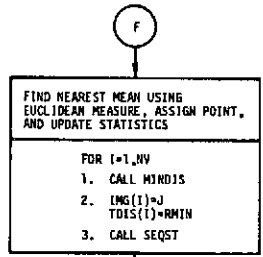 F
FIND NEAREST MEAN USING
EUCLIDEAN MEASURE, ASSIGN POINT,
AND UPDATE STATISTICS
FOR I=1,NV
1. CALL MINDIS
2. IMG(I)=J
TDIS(I)=RMIN
3. CALL SEQST